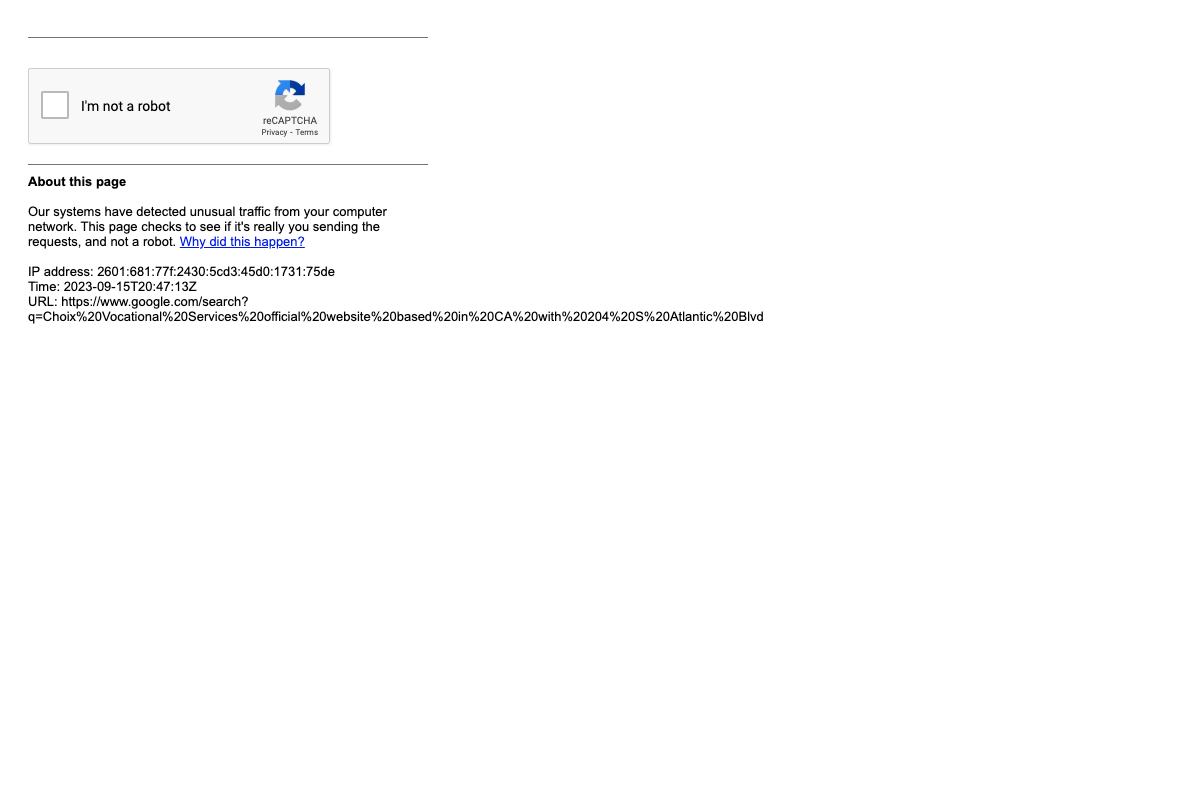 I'm not a robot
reCAPTCHA
Privacy - Terms
About this page
Our systems have detected unusual traffic from your computer
network. This page checks to see if it's really you sending the
requests, and not a robot. Why did this happen?
IP address: 2601:681:77f:2430:5cd3:45d0:1731:75de
Time: 2023-09-15T20:47:13Z
URL: https://www.google.com/search?
q=Choix%20Vocational%20Services%20official%20website%20based%20in%20CA%20with%20204%20S%20Atlantic%20Blvd